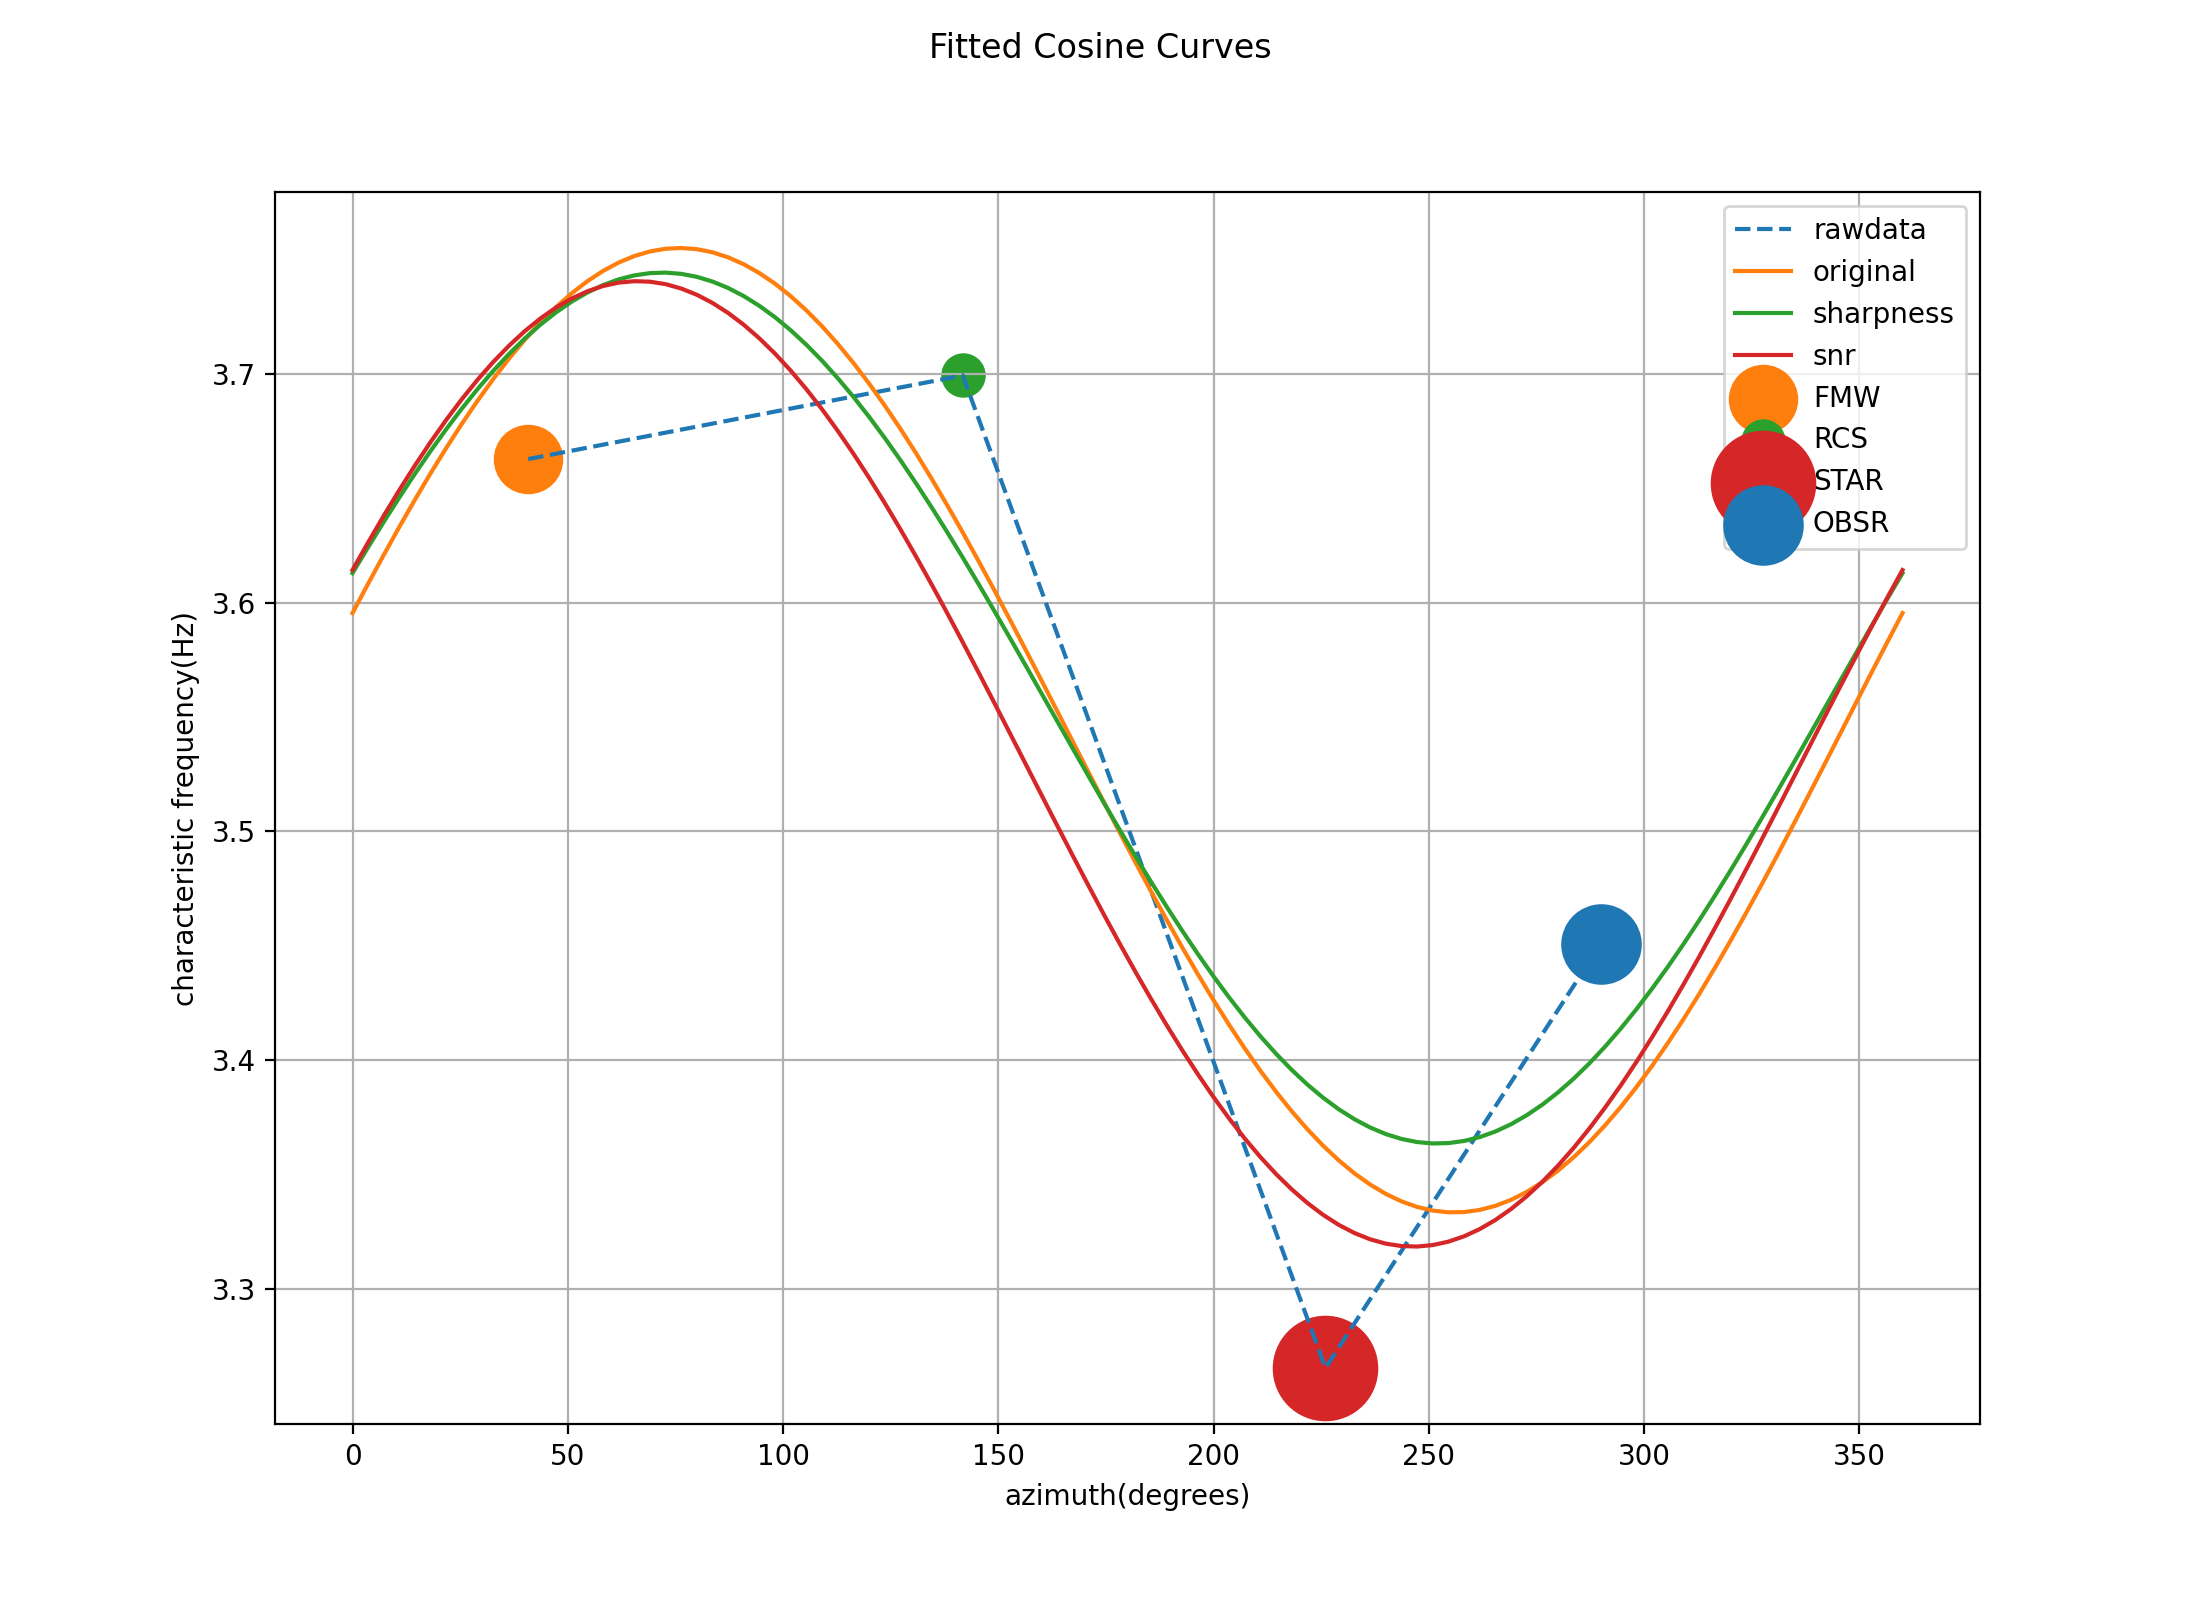 Fitted Cosine Curves
rawdata
original
sharpness
snr
FMW
RCS
STAR
OBSR
3.7
3.6
3.5
3.4
3.3
characteristic frequency(Hz)
0 50 100 150 200 250 300 350
azimuth(degrees)